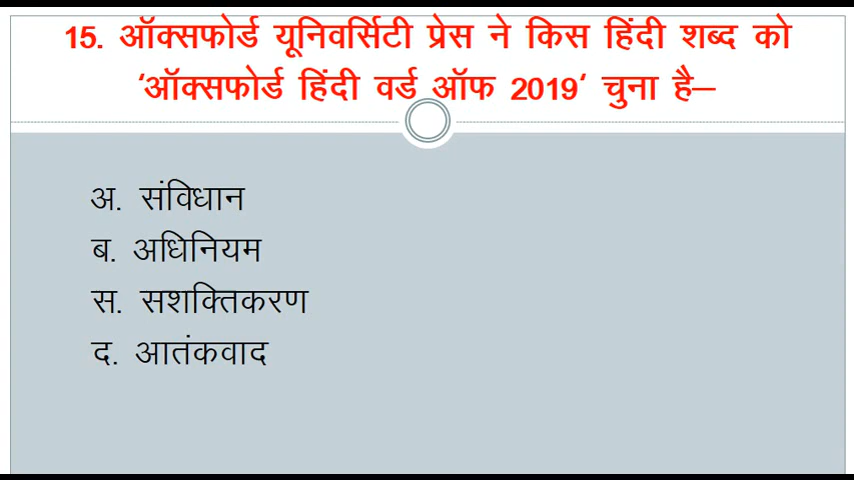 15. ऑक्सफोर्ड यूनिवर्सिटी प्रेस ने किस हिंदी शब्द को
‘ऑक्सफोर्ड हिंदी वर्ड ऑफ 2019‘ चुना है—
अ. संविधान
ब. अधिनियम
स. सशक्तिकरण
द. आतंकवाद